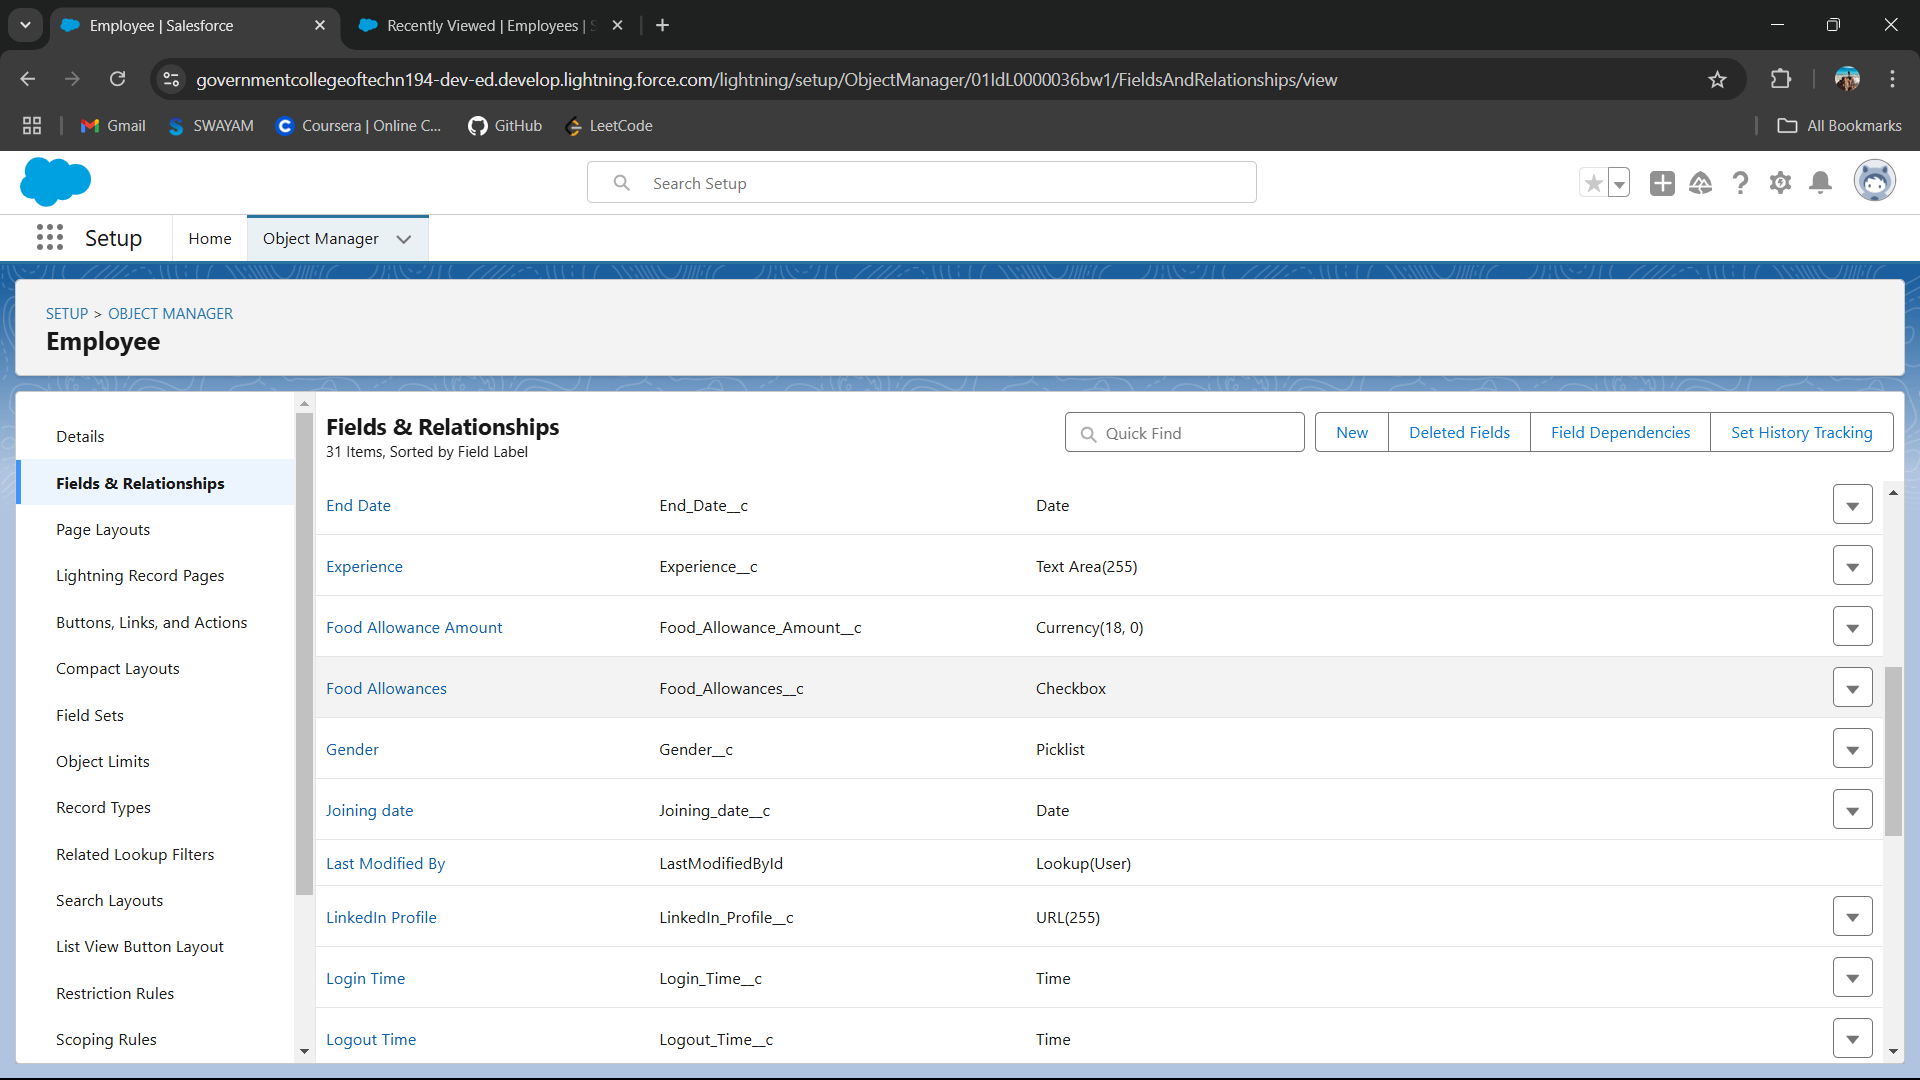 Employee | Salesforce
Recently Viewed | Employees |
governmentcollegeoftechn194-dev-ed.develop.lightning.force.com/lightning/setup/ObjectManager/01IdL0000036bw1/FieldsAndRelationships/view
Gmail
SWAYAM
Coursera | Online C...
GitHub
LeetCode
All Bookmarks
Search Setup
Setup
Home
Object Manager
SETUP > OBJECT MANAGER
Employee
Details
Fields & Relationships
Page Layouts
Lightning Record Pages
Buttons, Links, and Actions
Compact Layouts
Field Sets
Object Limits
Record Types
Related Lookup Filters
Search Layouts
List View Button Layout
Restriction Rules
Scoping Rules
Fields & Relationships
31 Items, Sorted by Field Label
Quick Find
New
Deleted Fields
Field Dependencies
Set History Tracking
End Date End_Date__c Date
Experience Experience__c Text Area(255)
Food Allowance Amount Food_Allowance_Amount__c Currency(18, 0)
Food Allowances Food_Allowances__c Checkbox
Gender Gender__c Picklist
Joining date Joining_date__c Date
Last Modified By LastModifiedById Lookup(User)
LinkedIn Profile LinkedIn_Profile__c URL(255)
Login Time Login_Time__c Time
Logout Time Logout_Time__c Time